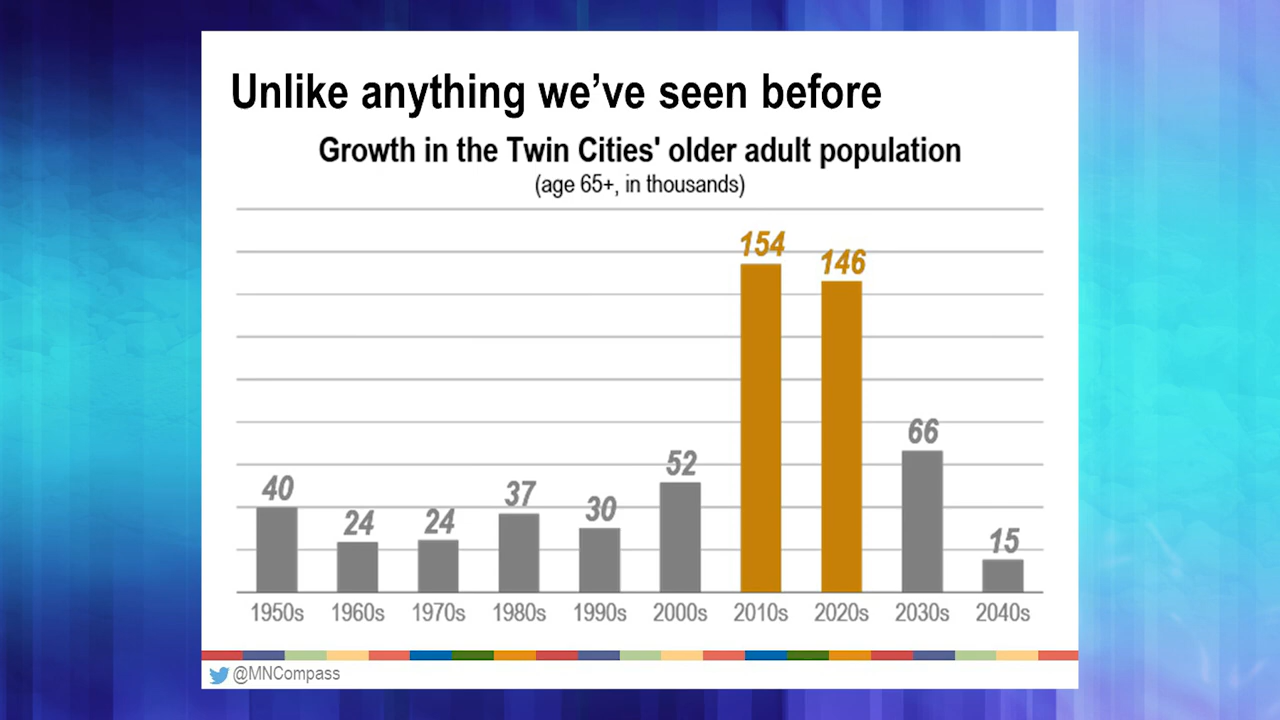 Unlike anything we've seen before
Growth in the Twin Cities' older adult population
(age 65+, in thousands)
154
146
66
52
40
37
30
24
24
15
1950s 1960s 1970s 1980s 1990s 2000s 2010s 2020s 2030s 2040s
@MNCompass